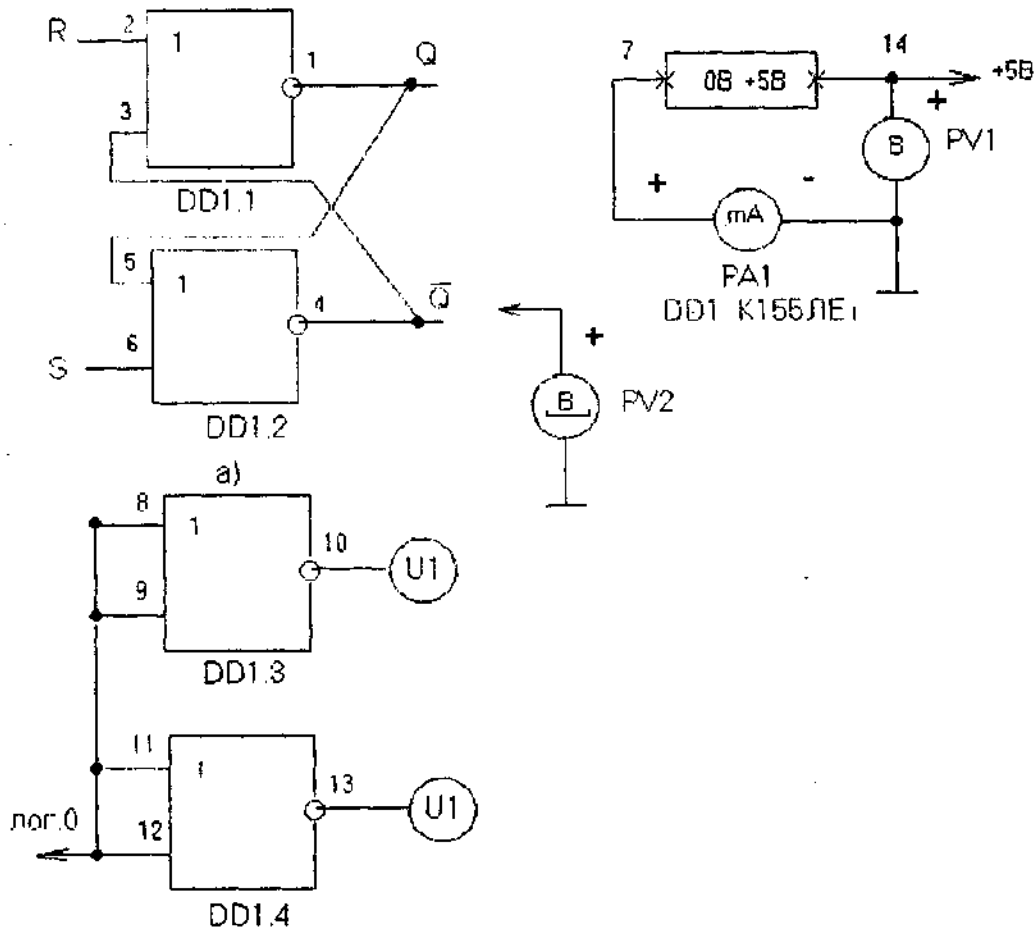 R
2
1
1
Q
3
DD1.1
5
1
4
Q̅
6
S
DD1.2
a)
7
0В +5В
14
+5В
+
В
PV1
+
-
mA
PA1
DD1 К155ЛЕ1
+
В
PV2
8
1
10
U1
9
DD1.3
11
1
13
U1
лог.0
12
DD1.4